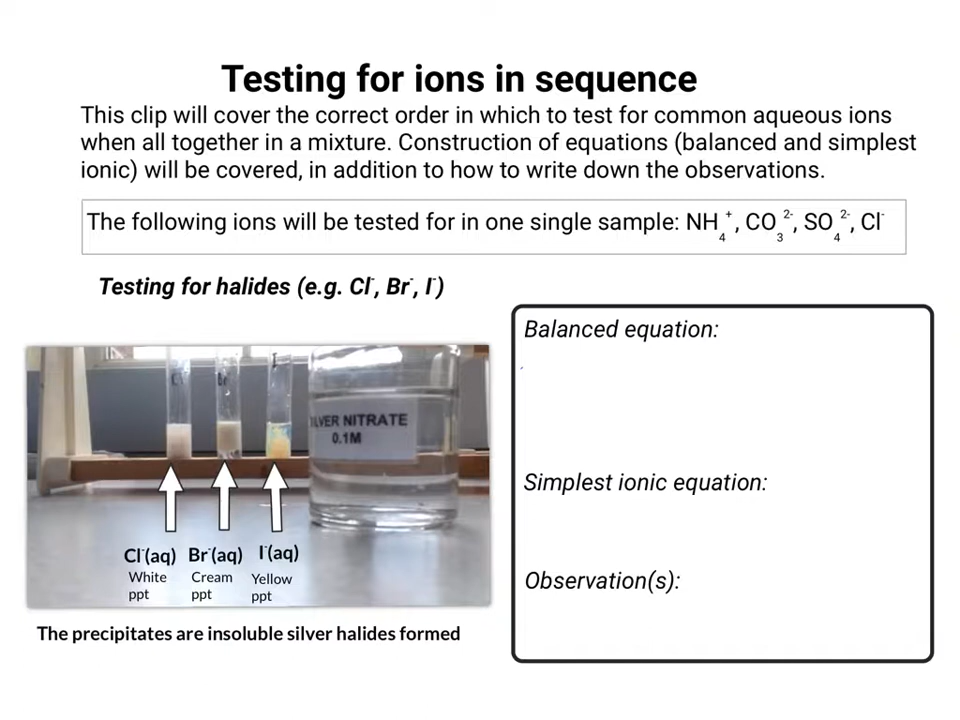 Testing for ions in sequence
This clip will cover the correct order in which to test for common aqueous ions
when all together in a mixture. Construction of equations (balanced and simplest
ionic) will be covered, in addition to how to write down the observations.
The following ions will be tested for in one single sample: NH₄⁺, CO₃²⁻, SO₄²⁻, Cl⁻
Testing for halides (e.g. Cl⁻, Br⁻, I⁻)
Balanced equation:
Br
I
LVER NITRATE
0.1M
Simplest ionic equation:
Cl⁻(aq) Br⁻(aq) I⁻(aq)
White Cream Yellow
ppt ppt ppt
Observation(s):
The precipitates are insoluble silver halides formed